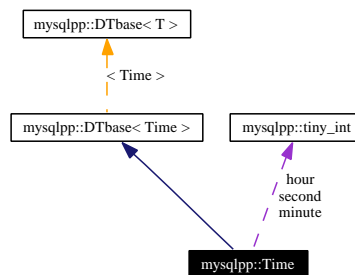 mysqlpp::DTbase< T >
< Time >
mysqlpp::DTbase< Time >
mysqlpp::tiny_int
hour
second
minute
mysqlpp::Time